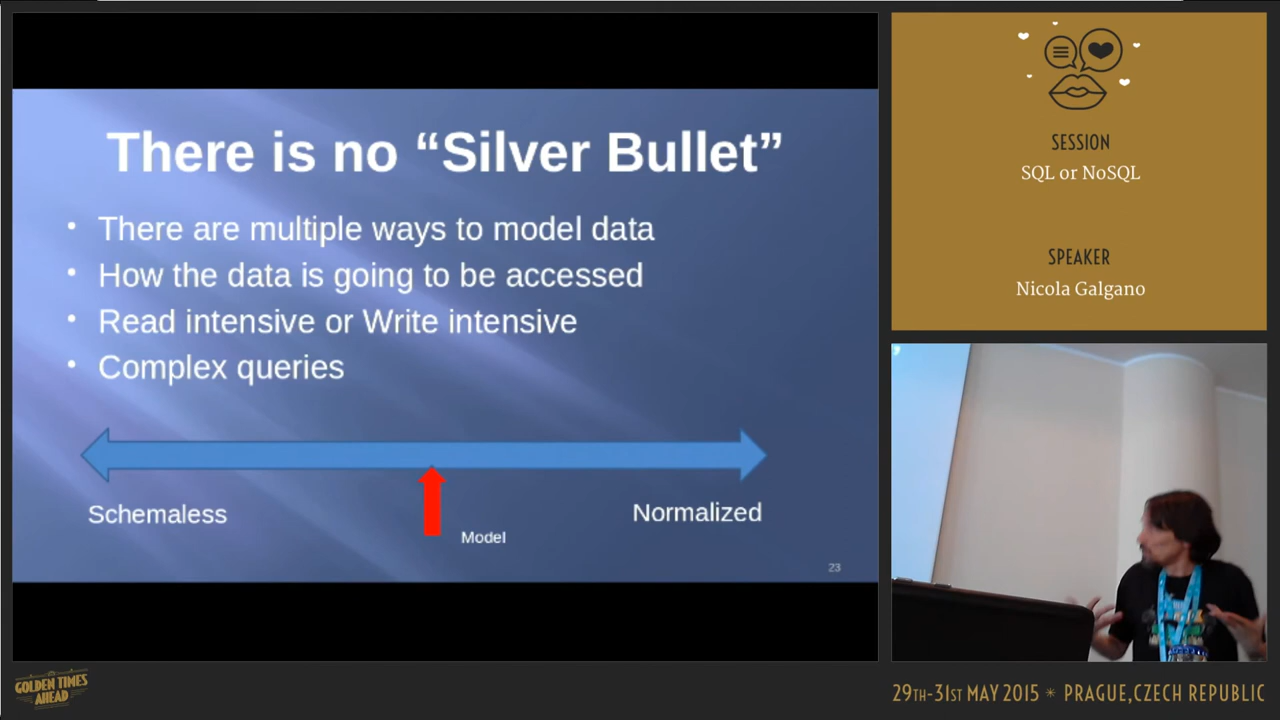 There is no “Silver Bullet”
• There are multiple ways to model data
• How the data is going to be accessed
• Read intensive or Write intensive
• Complex queries
Schemaless
Normalized
Model
23
SESSION
SQL or NoSQL
SPEAKER
Nicola Galgano
GOLDEN TIMES
AHEAD
29TH-31ST MAY 2015 * PRAGUE,CZECH REPUBLIC